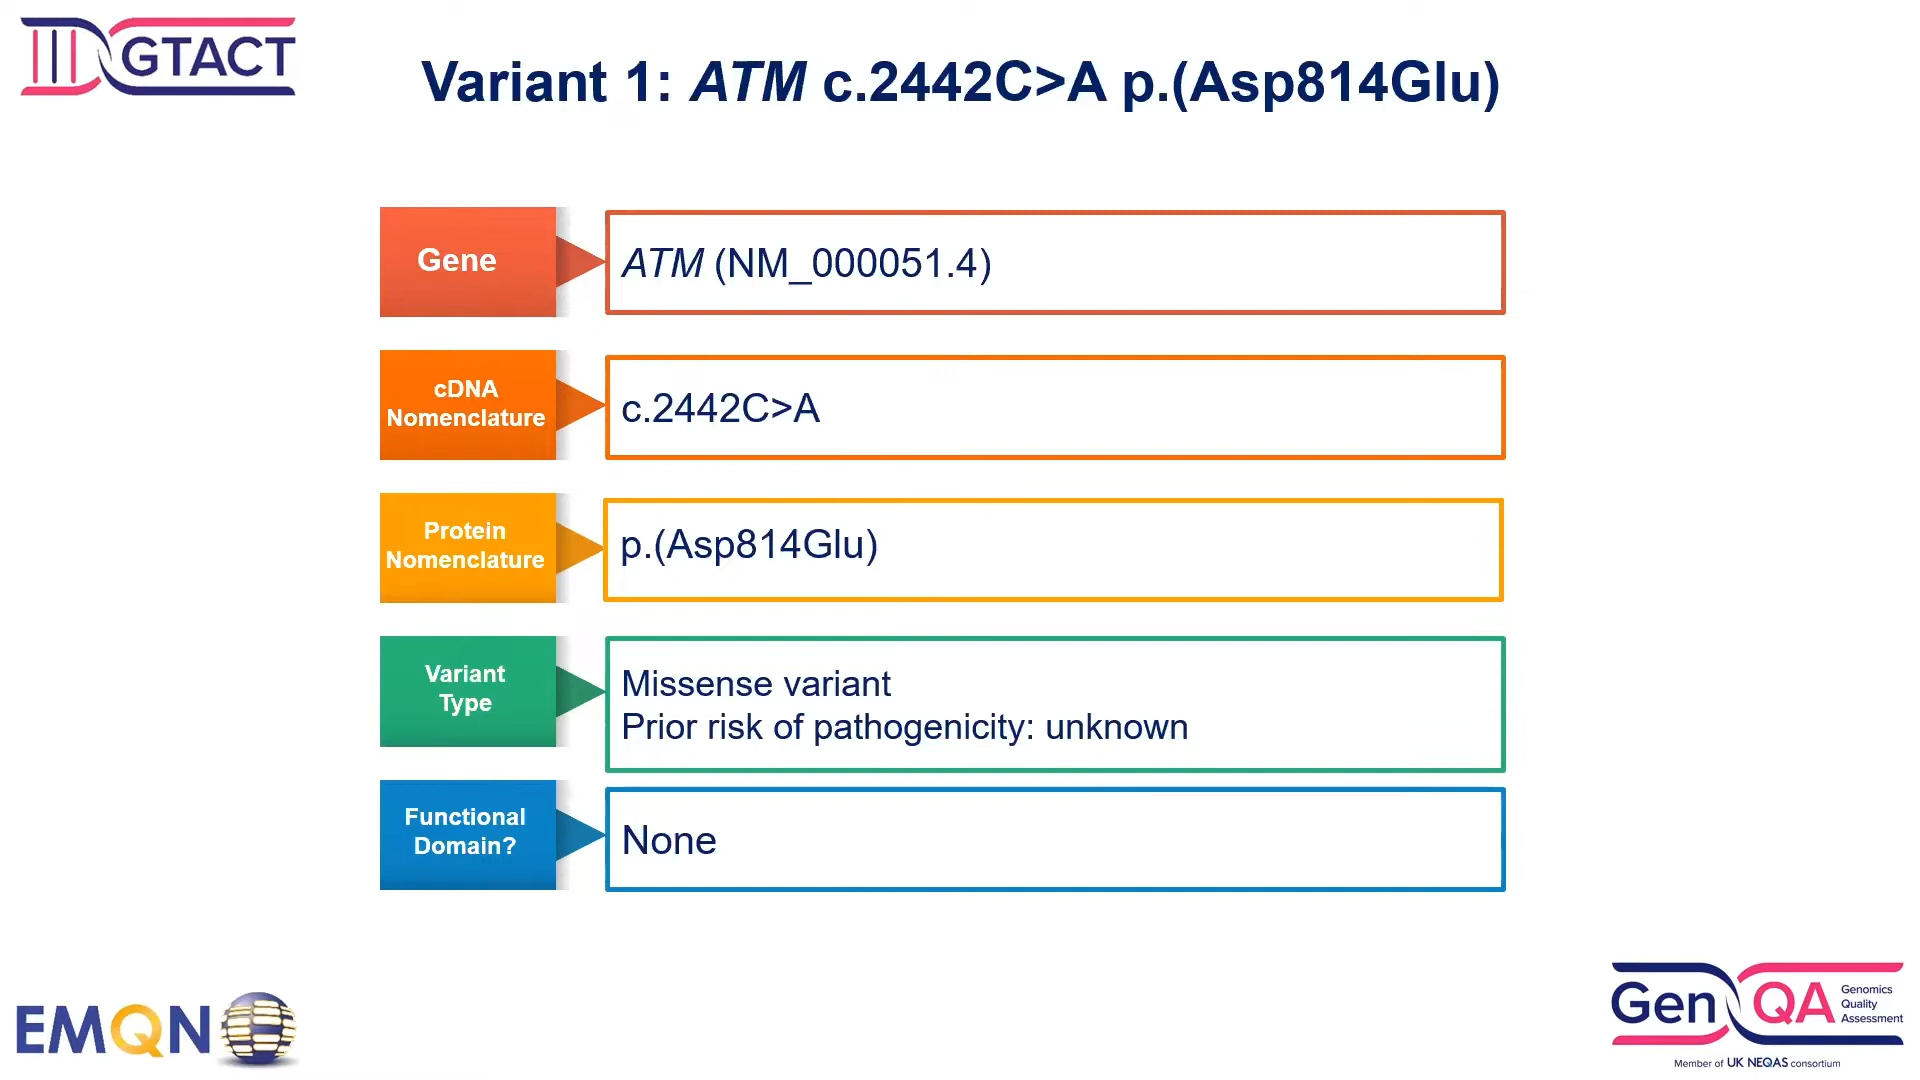 GTACT
Variant 1: ATM c.2442C>A p.(Asp814Glu)
Gene
ATM (NM_000051.4)
cDNA
Nomenclature
c.2442C>A
Protein
Nomenclature
p.(Asp814Glu)
Variant
Type
Missense variant
Prior risk of pathogenicity: unknown
Functional
Domain?
None
EMQN
GenQA
Genomics
Quality
Assessment
Member of UK NEQAS consortium